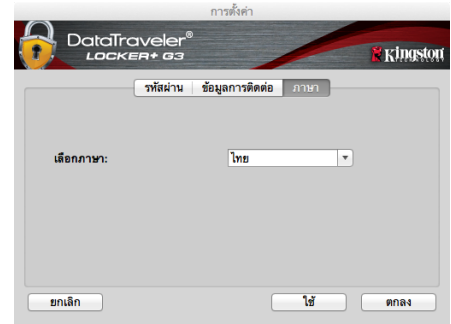 การตั้งค่า
DataTraveler®
LOCKER+ G3
Kingston
TECHNOLOGY
รหัสผ่าน ข้อมูลการติดต่อ ภาษา
เลือกภาษา: ไทย
ยกเลิก ใช้ ตกลง